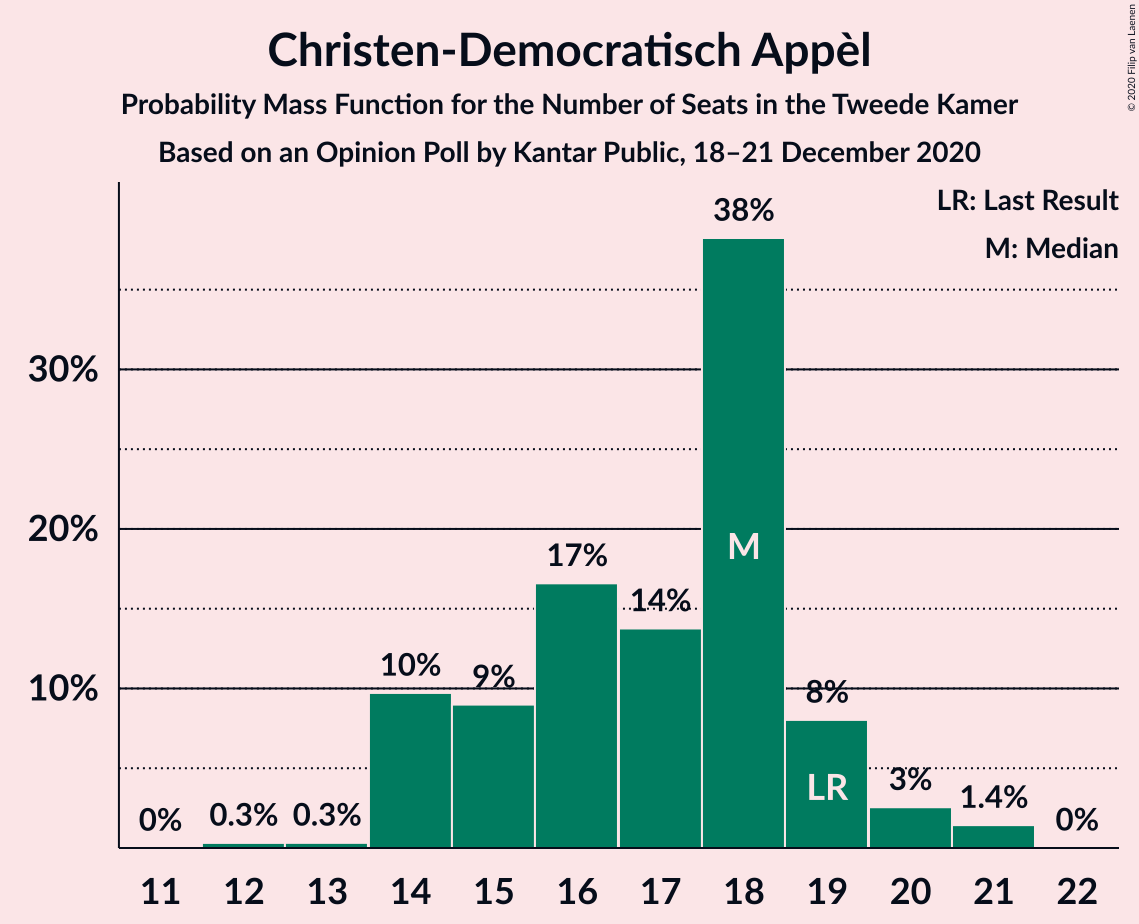 Christen-Democratisch Appèl
Probability Mass Function for the Number of Seats in the Tweede Kamer
Based on an Opinion Poll by Kantar Public, 18–21 December 2020
© 2020 Filip van Laenen
LR: Last Result
M: Median
30%
20%
10%
0%
0.3%
0.3%
10%
9%
17%
14%
38%
8%
3%
1.4%
0%
M
LR
11 12 13 14 15 16 17 18 19 20 21 22